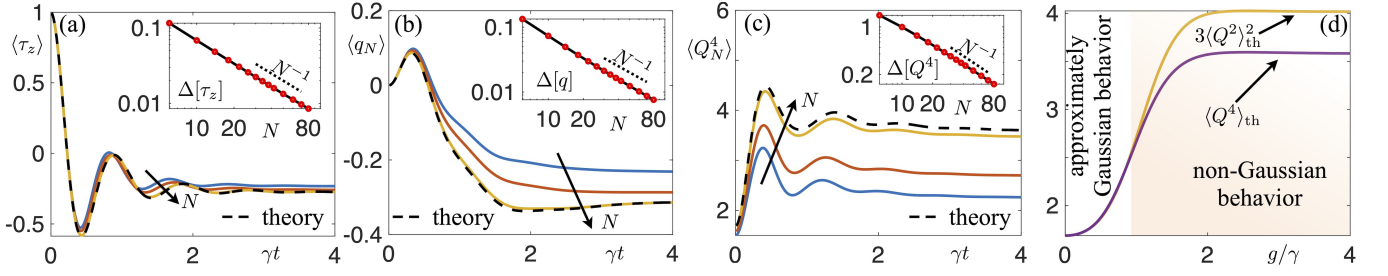 (a)
⟨τz⟩
1
0.5
0
-0.5
0
2
4
γt
N
theory
0.1
0.01
Δ[τz]
N⁻¹
10
20
N
80
(b)
⟨qN⟩
0.2
0
-0.2
-0.4
0
2
4
γt
N
theory
0.1
0.01
Δ[q]
N⁻¹
10
20
N
80
(c)
⟨Q⁴N⟩
6
4
2
0
2
4
γt
N
theory
1
0.2
Δ[Q⁴]
N⁻¹
10
20
N
80
(d)
4
3
2
0
2
4
g/γ
3⟨Q²⟩²th
⟨Q⁴⟩th
approximately
Gaussian behavior
non-Gaussian
behavior